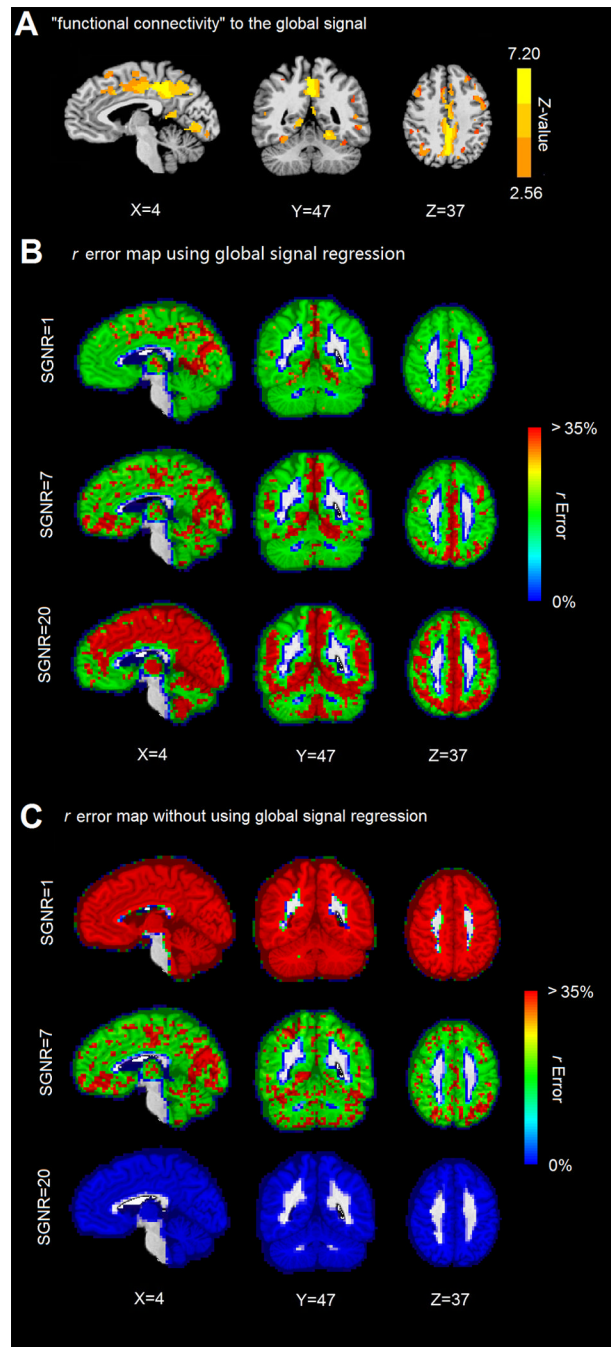 A "functional connectivity" to the global signal
7.20
Z-value
2.56
X=4 Y=47 Z=37
B r error map using global signal regression
SGNR=1
> 35%
SGNR=7
r Error
0%
SGNR=20
X=4 Y=47 Z=37
C r error map without using global signal regression
SGNR=1
> 35%
SGNR=7
r Error
0%
SGNR=20
X=4 Y=47 Z=37